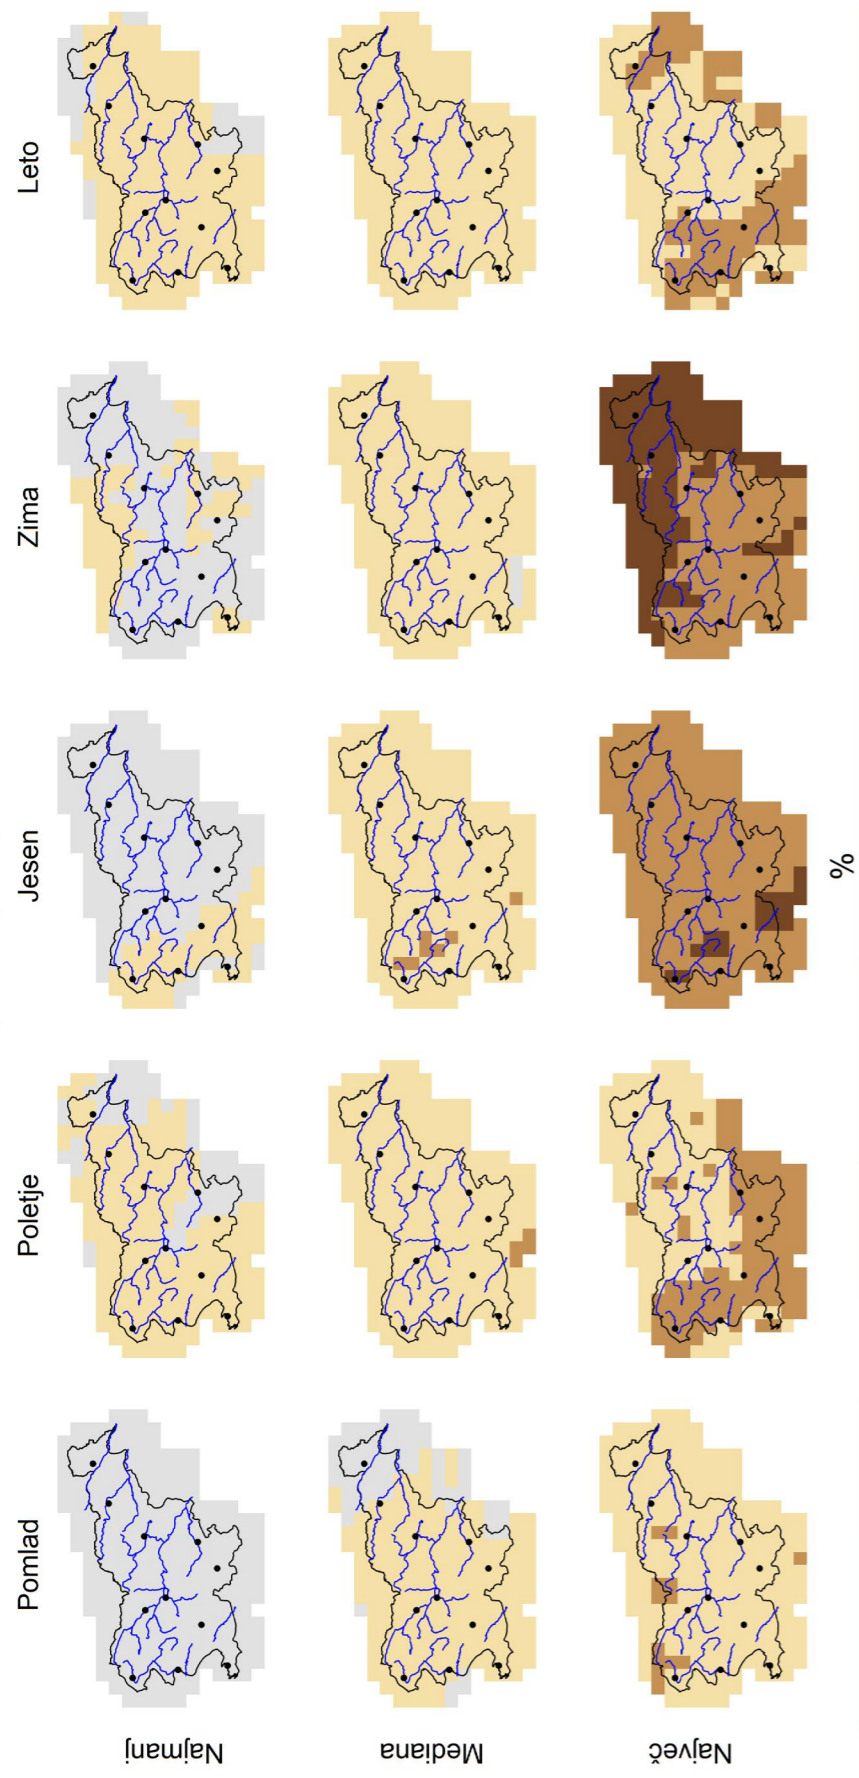 Pomlad
Poletje
Jesen
Zima
Leto
Najmanj
Mediana
Največ
%